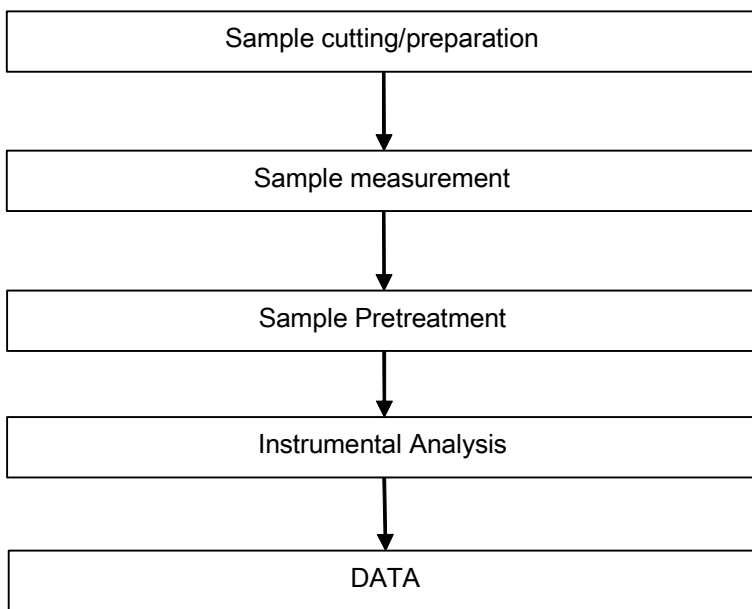 Sample cutting/preparation
Sample measurement
Sample Pretreatment
Instrumental Analysis
DATA